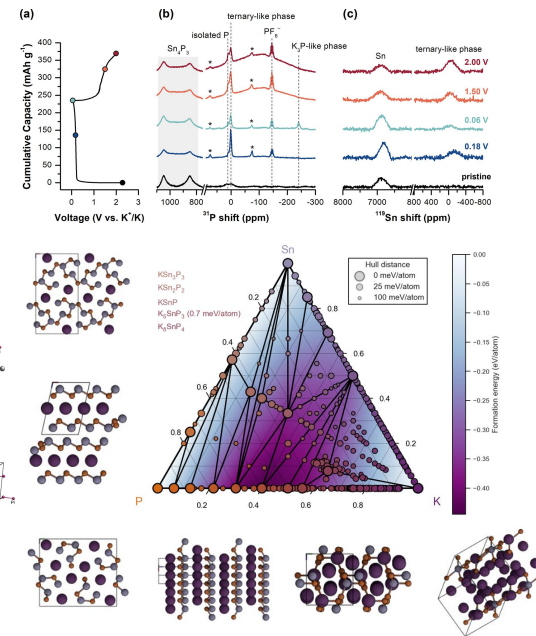 (a)
(b)
(c)
ternary-like phase
isolated P
PF₆⁻
Sn₄P₃
K₃P-like phase
Sn
ternary-like phase
Cumulative Capacity (mAh g⁻¹)
400
350
300
250
200
150
100
50
0
0 1 2 3
Voltage (V vs. K⁺/K)
* *
* *
* *
* *
1000 800 0 -100 -200 -300
³¹P shift (ppm)
2.00 V
1.50 V
0.06 V
0.18 V
pristine
8000 7000 800 400 0 -400 -800
¹¹⁹Sn shift (ppm)
Sn
KSn₂P₃
KSn₂P₂
KSnP
K₅SnP₃ (0.7 meV/atom)
K₈SnP₄
Hull distance
0 meV/atom
25 meV/atom
100 meV/atom
0.8
0.6
0.4
0.2
0.2
0.4
0.6
0.8
0.2
0.4
0.6
0.8
P
K
0.00
−0.05
−0.10
−0.15
−0.20
−0.25
−0.30
−0.35
−0.40
Formation energy (eV/atom)